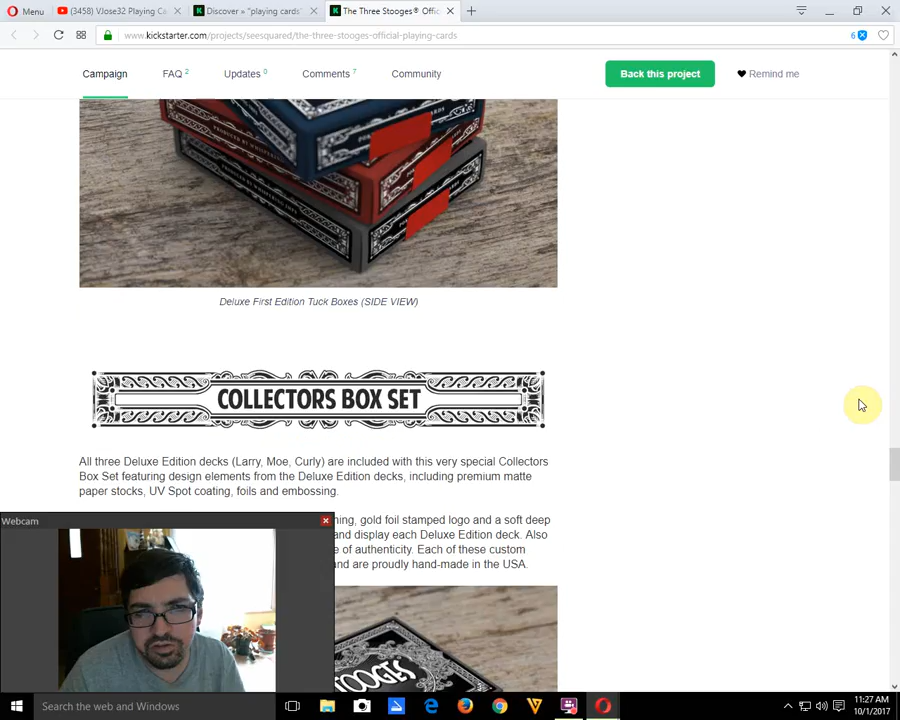 Menu
(3458) VJose32 Playing Ca
Discover » "playing cards"
The Three Stooges® Offic
www.kickstarter.com/projects/seesquared/the-three-stooges-official-playing-cards
6
Campaign
FAQ 2
Updates 0
Comments 7
Community
Back this project
Remind me
Deluxe First Edition Tuck Boxes (SIDE VIEW)
COLLECTORS BOX SET
All three Deluxe Edition decks (Larry, Moe, Curly) are included with this very special Collectors
Box Set featuring design elements from the Deluxe Edition decks, including premium matte
paper stocks, UV Spot coating, foils and embossing.
ning, gold foil stamped logo and a soft deep
and display each Deluxe Edition deck. Also
e of authenticity. Each of these custom
and are proudly hand-made in the USA.
Webcam
STOOGES
Search the web and Windows
11:27 AM
10/1/2017